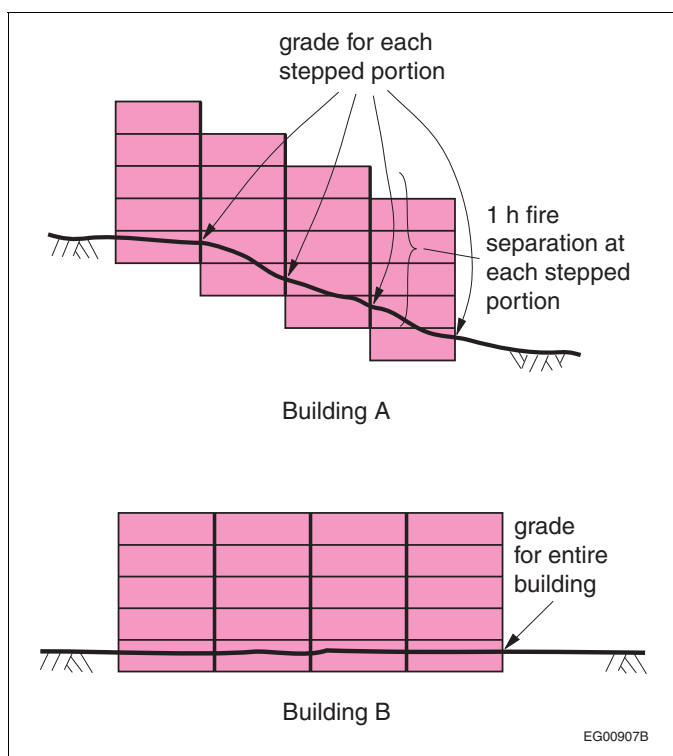 grade for each
stepped portion
1 h fire
separation at
each stepped
portion
Building A
grade
for entire
building
Building B
EG00907B